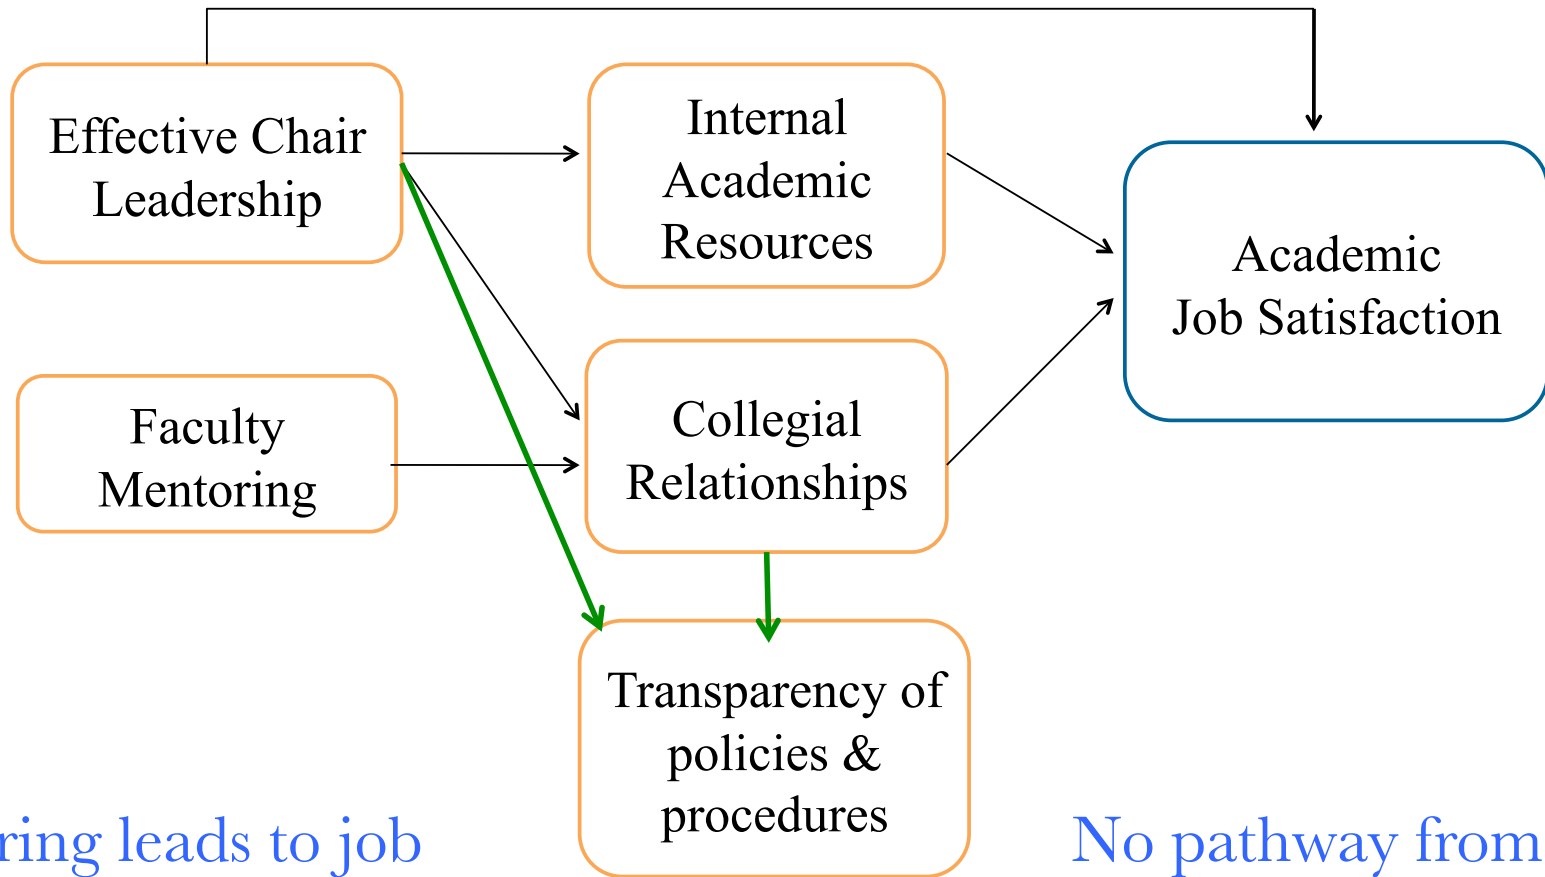 Effective Chair
Leadership
Internal
Academic
Resources
Academic
Job Satisfaction
Faculty
Mentoring
Collegial
Relationships
Transparency of
policies &
procedures
leads to job
No pathway from